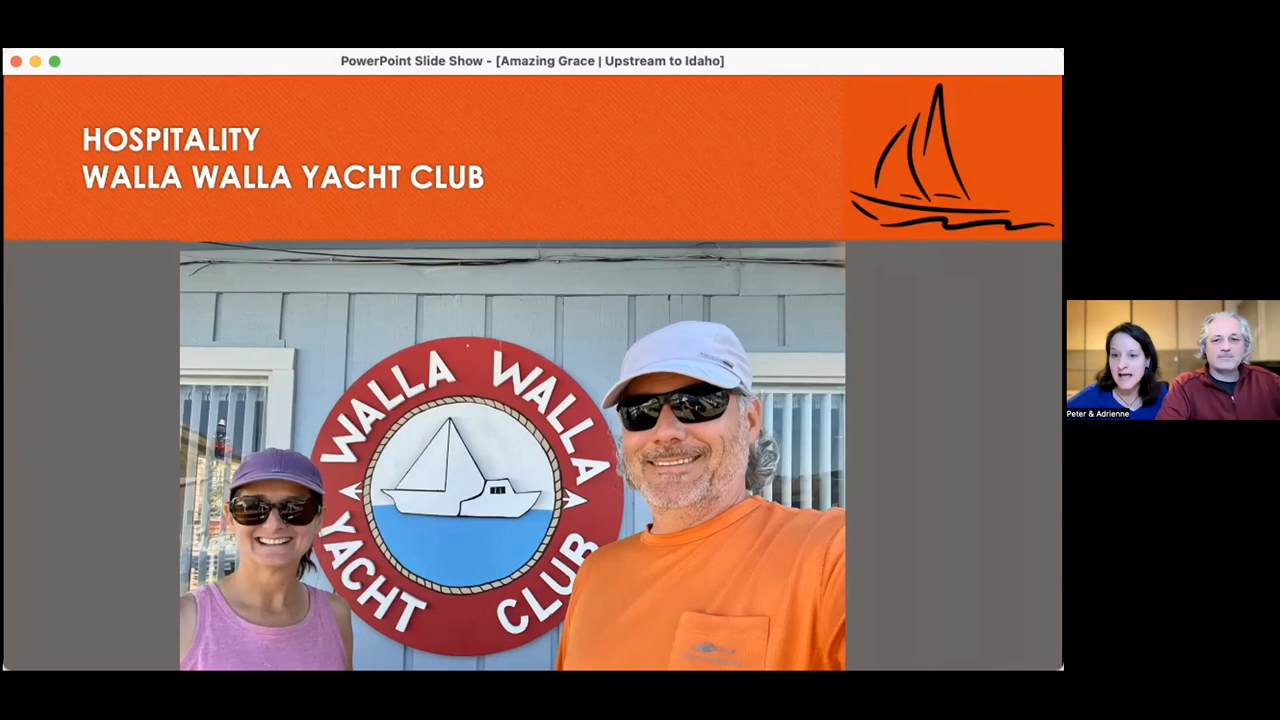 PowerPoint Slide Show - [Amazing Grace | Upstream to Idaho]
HOSPITALITY
WALLA WALLA YACHT CLUB
WALLA WALLA
YACHT CLUB
Peter & Adrienne